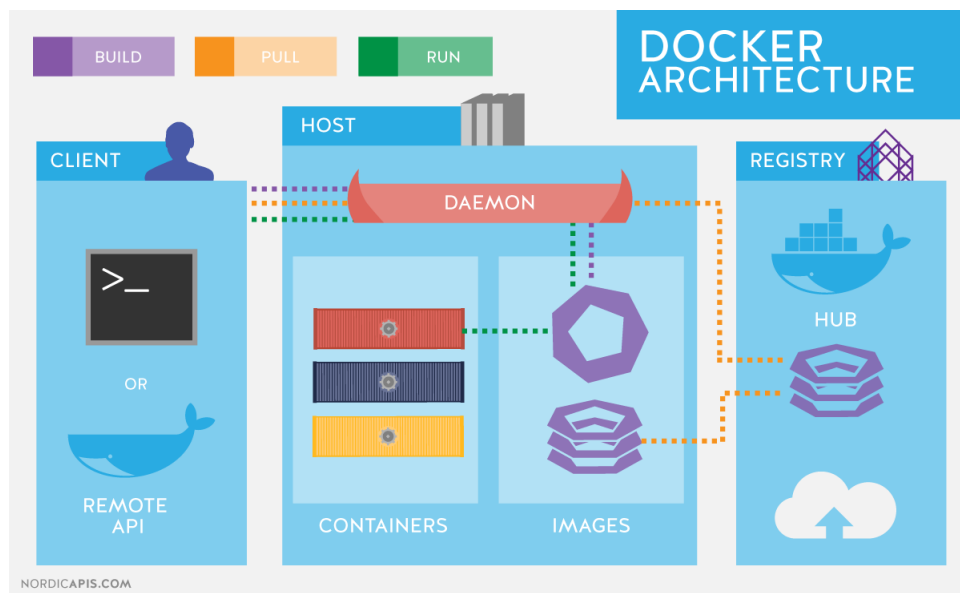 BUILD
PULL
RUN
DOCKER
ARCHITECTURE
CLIENT
HOST
REGISTRY
DAEMON
>_
OR
REMOTE
API
CONTAINERS
IMAGES
HUB
NORDICAPIS.COM